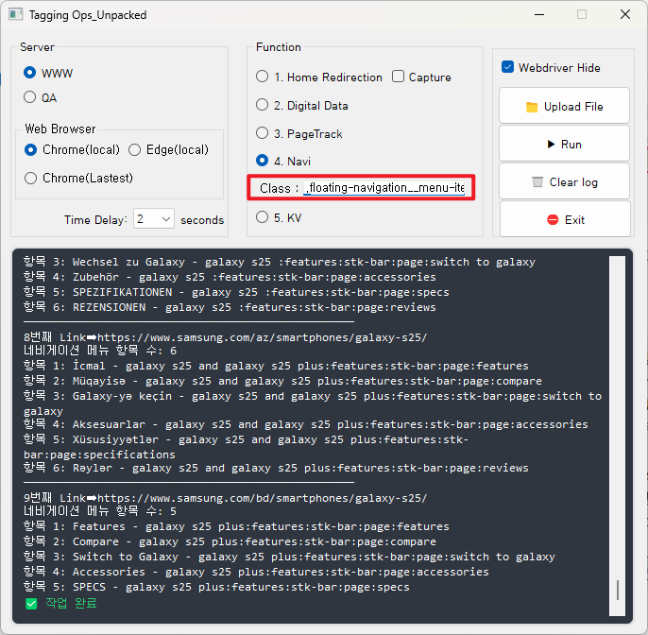 Tagging Ops_Unpacked
Server
WWW
QA
Web Browser
Chrome(local) Edge(local)
Chrome(Lastest)
Time Delay: 2 seconds
Function
1. Home Redirection Capture
2. Digital Data
3. PageTrack
4. Navi
Class : .floating-navigation__menu-ite
5. KV
Webdriver Hide
Upload File
Run
Clear log
Exit
항목 3: Wechsel zu Galaxy - galaxy s25 :features:stk-bar:page:switch to galaxy
항목 4: Zubehör - galaxy s25 :features:stk-bar:page:accessories
항목 5: SPEZIFIKATIONEN - galaxy s25 :features:stk-bar:page:specs
항목 6: REZENSIONEN - galaxy s25 :features:stk-bar:page:reviews
8번째 Link➡https://www.samsung.com/az/smartphones/galaxy-s25/
네비게이션 메뉴 항목 수: 6
항목 1: İcmal - galaxy s25 and galaxy s25 plus:features:stk-bar:page:features
항목 2: Müqayisə - galaxy s25 and galaxy s25 plus:features:stk-bar:page:compare
항목 3: Galaxy-yə keçin - galaxy s25 and galaxy s25 plus:features:stk-bar:page:switch to
galaxy
항목 4: Aksesuarlar - galaxy s25 and galaxy s25 plus:features:stk-bar:page:accessories
항목 5: Xüsusiyyətlər - galaxy s25 and galaxy s25 plus:features:stk-
bar:page:specifications
항목 6: Rəylər - galaxy s25 and galaxy s25 plus:features:stk-bar:page:reviews
9번째 Link➡https://www.samsung.com/bd/smartphones/galaxy-s25/
네비게이션 메뉴 항목 수: 5
항목 1: Features - galaxy s25 plus:features:stk-bar:page:features
항목 2: Compare - galaxy s25 plus:features:stk-bar:page:compare
항목 3: Switch to Galaxy - galaxy s25 plus:features:stk-bar:page:switch to galaxy
항목 4: Accessories - galaxy s25 plus:features:stk-bar:page:accessories
항목 5: SPECS - galaxy s25 plus:features:stk-bar:page:specs
✅ 작업 완료